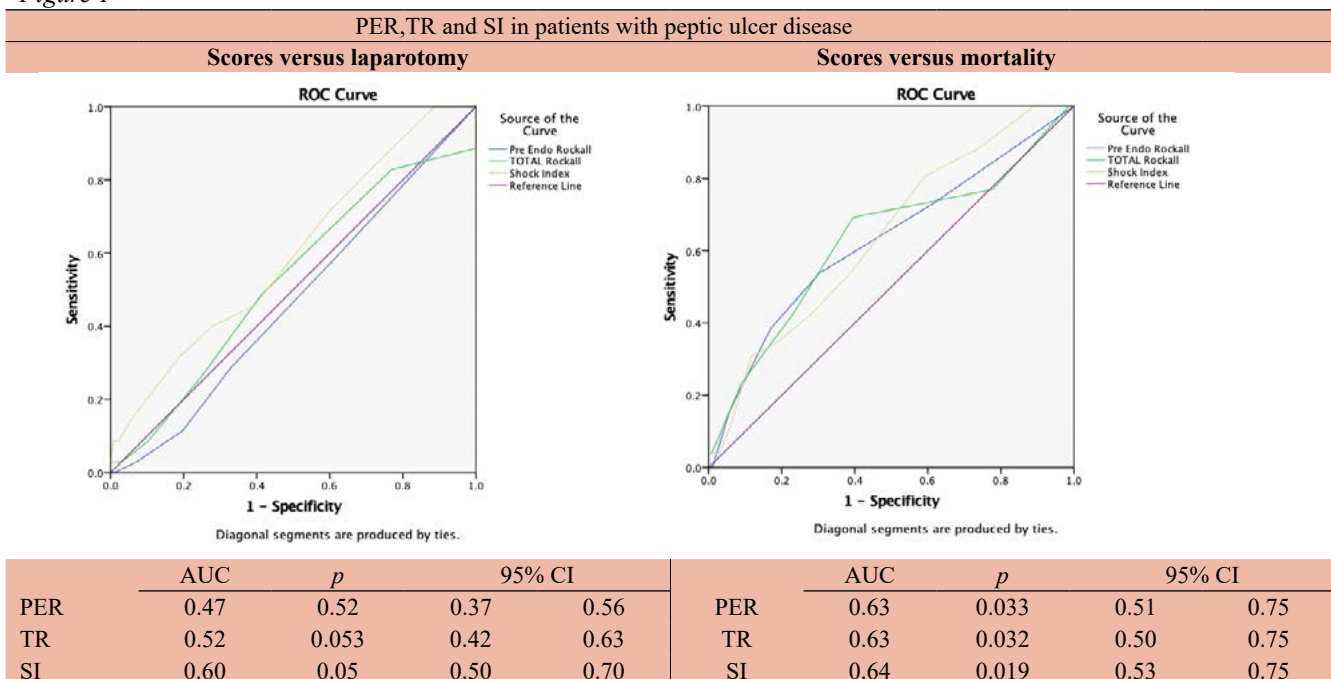 PER,TR and SI in patients with peptic ulcer disease
Scores versus laparotomy Scores versus mortality
ROC Curve
Source of the
Curve
Pre Endo Rockall
TOTAL Rockall
Shock Index
Reference Line
1.0
0.8
0.6
0.4
0.2
0.0
Sensitivity
0.0 0.2 0.4 0.6 0.8 1.0
1 - Specificity
Diagonal segments are produced by ties.
ROC Curve
Source of the
Curve
Pre Endo Rockall
TOTAL Rockall
Shock Index
Reference Line
1.0
0.8
0.6
0.4
0.2
0.0
Sensitivity
0.0 0.2 0.4 0.6 0.8 1.0
1 - Specificity
Diagonal segments are produced by ties.
AUC p 95% CI AUC p 95% CI
PER 0.47 0.52 0.37 0.56 PER 0.63 0.033 0.51 0.75
TR 0.52 0.053 0.42 0.63 TR 0.63 0.032 0.50 0.75
SI 0.60 0.05 0.50 0.70 SI 0.64 0.019 0.53 0.75